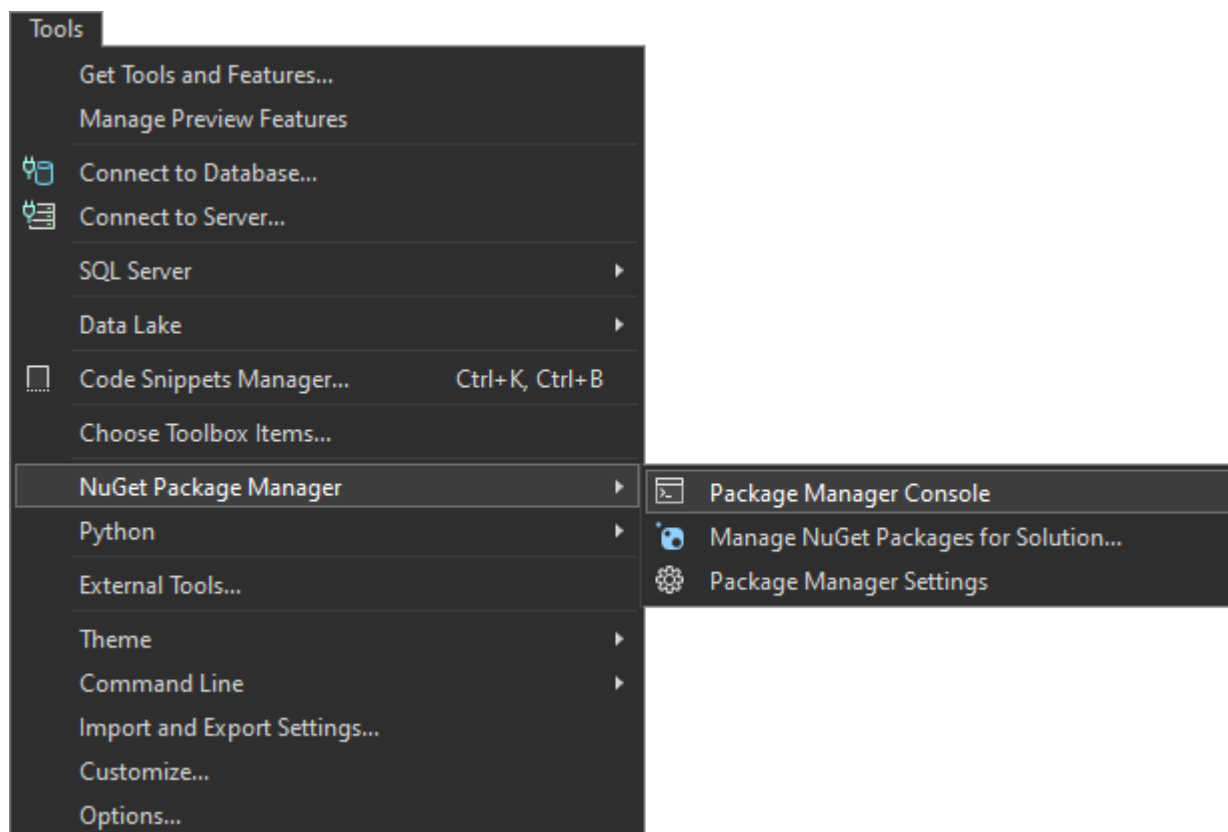 Tools
Get Tools and Features...
Manage Preview Features
Connect to Database...
Connect to Server...
SQL Server
Data Lake
Code Snippets Manager... Ctrl+K, Ctrl+B
Choose Toolbox Items...
NuGet Package Manager
Package Manager Console
Python
Manage NuGet Packages for Solution...
External Tools...
Package Manager Settings
Theme
Command Line
Import and Export Settings...
Customize...
Options...